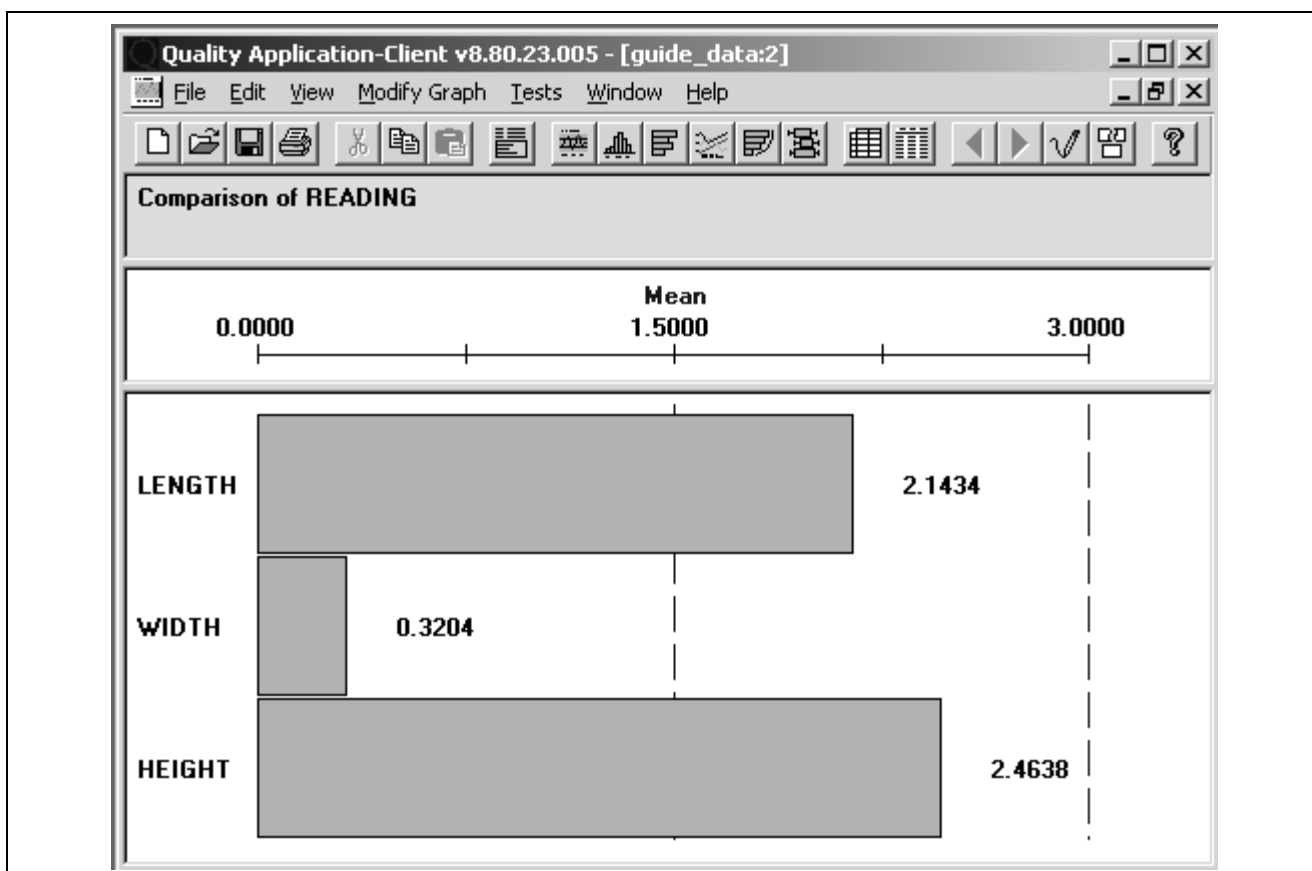 Quality Application-Client v8.80.23.005 - [guide_data:2]
File Edit View Modify Graph Tests Window Help
Comparison of READING
Mean
0.0000 1.5000 3.0000
LENGTH 2.1434
WIDTH 0.3204
HEIGHT 2.4638